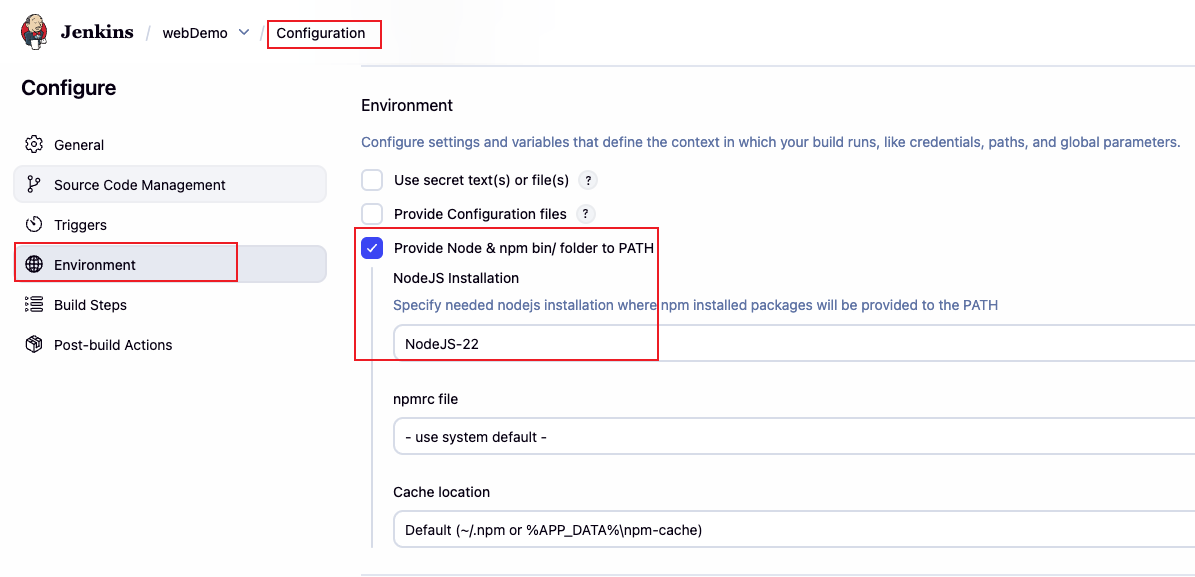 Jenkins / webDemo / Configuration
Configure
General
Source Code Management
Triggers
Environment
Build Steps
Post-build Actions
Environment
Configure settings and variables that define the context in which your build runs, like credentials, paths, and global parameters.
Use secret text(s) or file(s) ?
Provide Configuration files ?
Provide Node & npm bin/ folder to PATH
NodeJS Installation
Specify needed nodejs installation where npm installed packages will be provided to the PATH
NodeJS-22
npmrc file
- use system default -
Cache location
Default (~/.npm or %APP_DATA%\npm-cache)